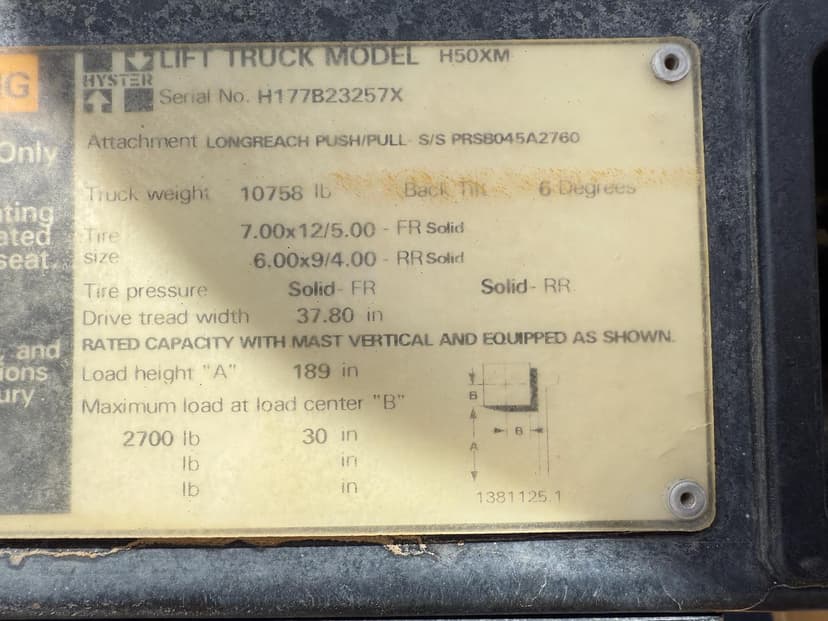 LIFT TRUCK MODEL H50XM
HYSTER
Serial No. H177B23257X
Attachment LONGREACH PUSH/PULL- S/S PRSB045A2760
Truck weight 10758 lb Back Tilt 6 Degrees
Tire 7.00x12/5.00 - FR Solid
size 6.00x9/4.00 - RR Solid
Tire pressure Solid- FR Solid- RR
Drive tread width 37.80 in
RATED CAPACITY WITH MAST VERTICAL AND EQUIPPED AS SHOWN.
Load height "A" 189 in
Maximum load at load center "B"
2700 lb 30 in
lb in
lb in
B
B
A
1381125.1
G
Only
ating
ated
seat
, and
ions
ury